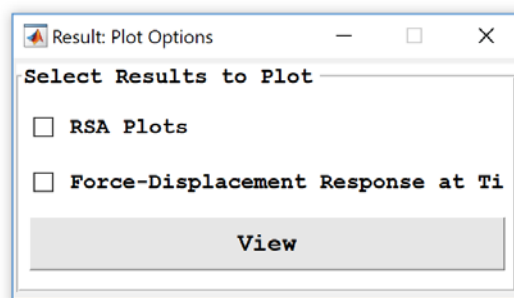 Result: Plot Options
Select Results to Plot
RSA Plots
Force-Displacement Response at Ti
View